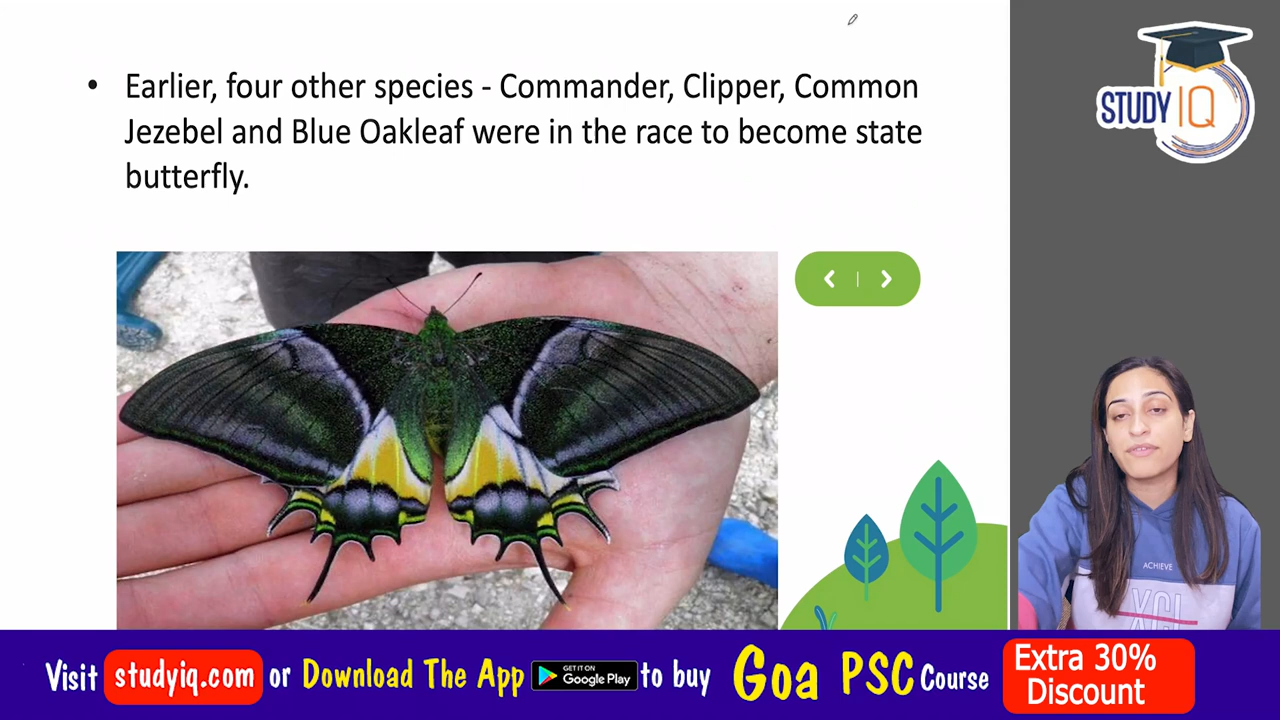 • Earlier, four other species - Commander, Clipper, Common
Jezebel and Blue Oakleaf were in the race to become state
butterfly.
STUDY IQ
ACHIEVE
XCL
Visit studyiq.com or Download The App GET IT ON Google Play to buy Goa PSC Course
Extra 30%
Discount